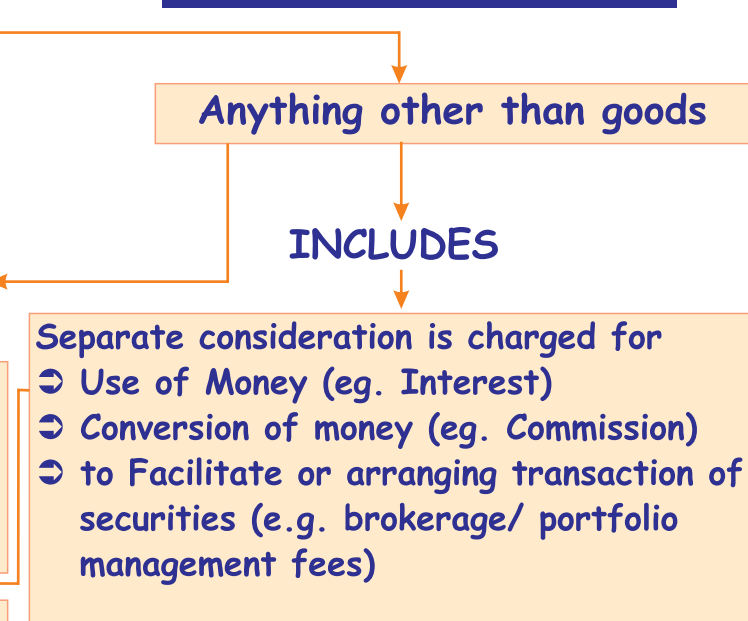 Anything other than goods
INCLUDES
Separate consideration is charged for
➲ Use of Money (eg. Interest)
➲ Conversion of money (eg. Commission)
➲ to Facilitate or arranging transaction of
securities (e.g. brokerage/ portfolio
management fees)